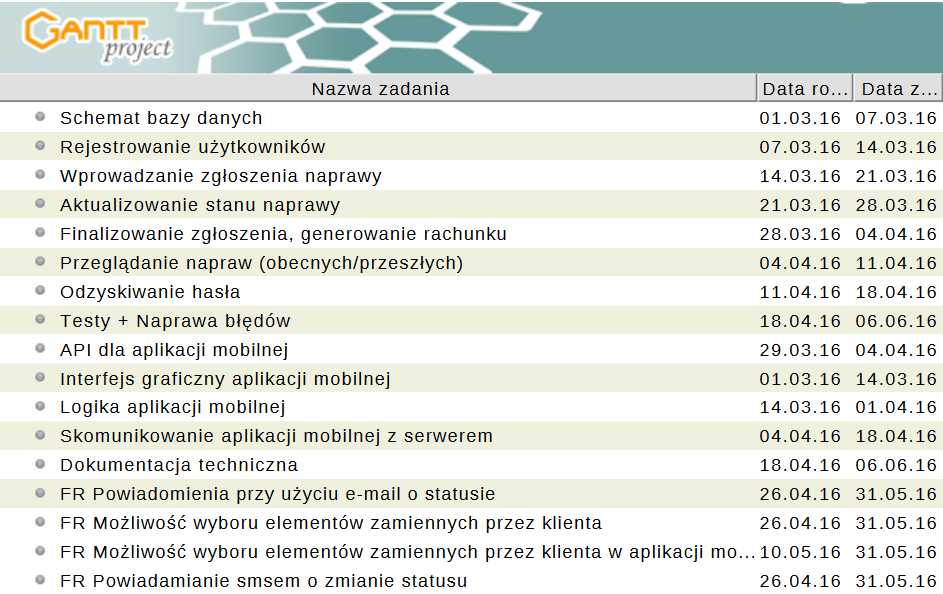 GANTT
project
Nazwa zadania Data ro... Data z...
Schemat bazy danych 01.03.16 07.03.16
Rejestrowanie użytkowników 07.03.16 14.03.16
Wprowadzanie zgłoszenia naprawy 14.03.16 21.03.16
Aktualizowanie stanu naprawy 21.03.16 28.03.16
Finalizowanie zgłoszenia, generowanie rachunku 28.03.16 04.04.16
Przeglądanie napraw (obecnych/przeszłych) 04.04.16 11.04.16
Odzyskiwanie hasła 11.04.16 18.04.16
Testy + Naprawa błędów 18.04.16 06.06.16
API dla aplikacji mobilnej 29.03.16 04.04.16
Interfejs graficzny aplikacji mobilnej 01.03.16 14.03.16
Logika aplikacji mobilnej 14.03.16 01.04.16
Skomunikowanie aplikacji mobilnej z serwerem 04.04.16 18.04.16
Dokumentacja techniczna 18.04.16 06.06.16
FR Powiadomienia przy użyciu e-mail o statusie 26.04.16 31.05.16
FR Możliwość wyboru elementów zamiennych przez klienta 26.04.16 31.05.16
FR Możliwość wyboru elementów zamiennych przez klienta w aplikacji mo... 10.05.16 31.05.16
FR Powiadamianie smsem o zmianie statusu 26.04.16 31.05.16